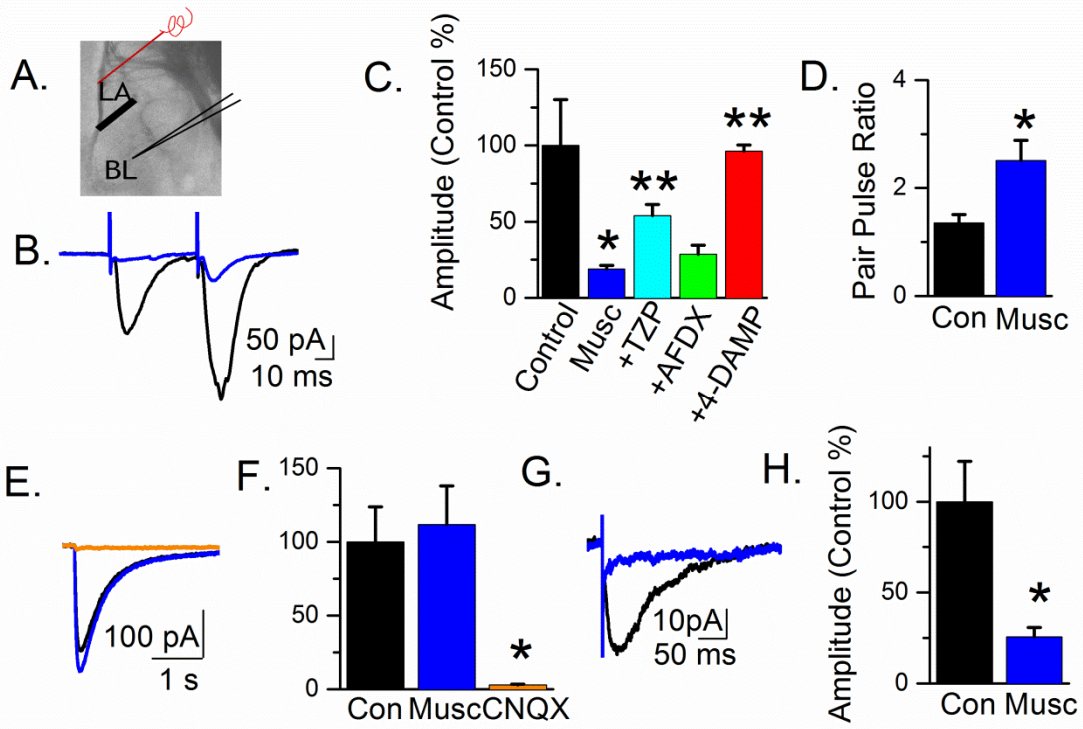 A.
LA
BL
B.
50 pA
10 ms
C.
Amplitude (Control %)
150
100
50
0
Control
Musc
+TZP
+AFDX
+4-DAMP
*
**
**
D.
Pair Pulse Ratio
4
2
0
Con Musc
*
E.
100 pA
1 s
F.
150
100
50
0
Con Musc CNQX
*
G.
10pA
50 ms
H.
Amplitude (Control %)
100
50
0
Con Musc
*